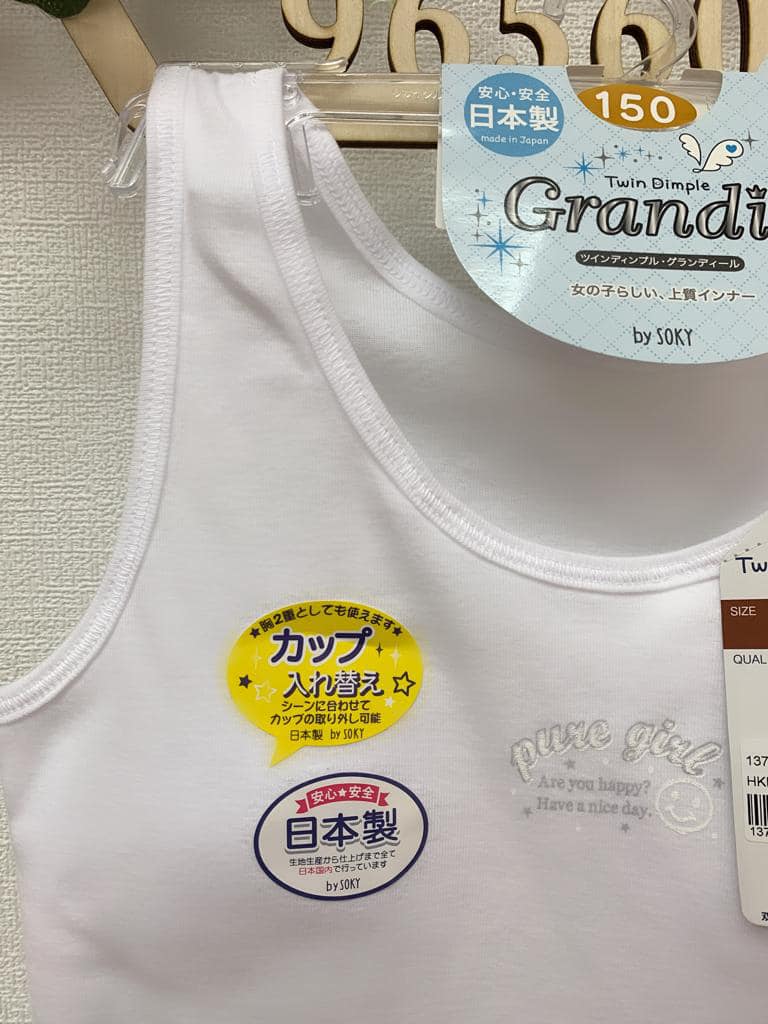 96560
安心・安全
日本製
made in Japan
150
Twin Dimple
Grandi
ツインディンプル・グランディール
女の子らしい、上質インナー
by SOKY
★胸2重としても使えます★
カップ
入れ替え
シーンに合わせて
カップの取り外し可能
日本製 by SOKY
安心★安全
日本製
生地生産から仕上げまで全て
日本国内で行っています
by SOKY
pure girl
Are you happy?
Have a nice day.
Tw
SIZE
QUAL
137
HK
137